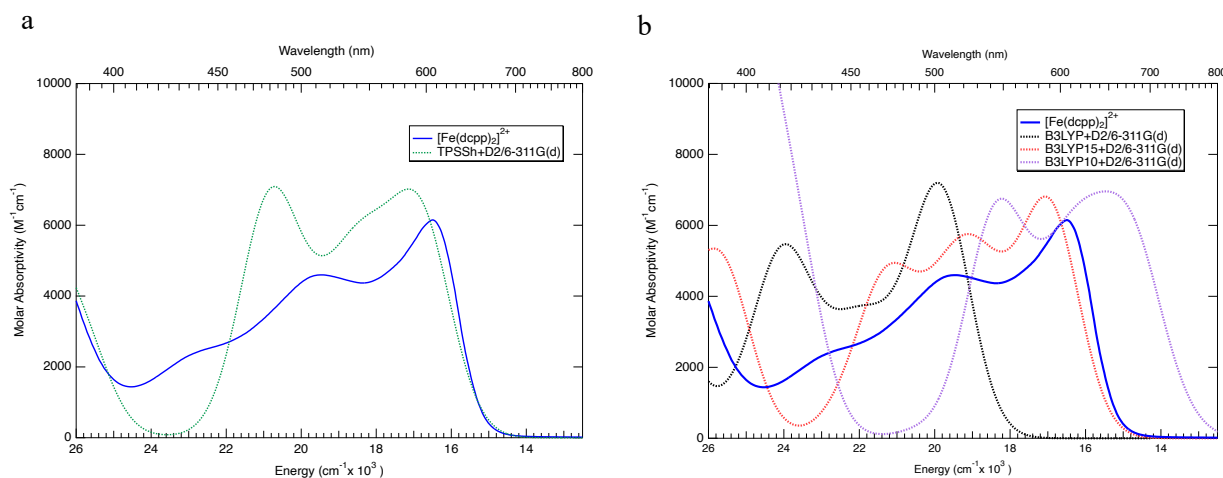 a
Wavelength (nm)
400 450 500 600 700 800
10000
8000
6000
4000
2000
0
Molar Absorptivity (M⁻¹cm⁻¹)
[Fe(dcpp)₂]²⁺
TPSSh+D2/6-311G(d)
26 24 22 20 18 16 14
Energy (cm⁻¹ x 10³)
b
Wavelength (nm)
400 450 500 600 700 800
10000
8000
6000
4000
2000
0
Molar Absorptivity (M⁻¹cm⁻¹)
[Fe(dcpp)₂]²⁺
B3LYP+D2/6-311G(d)
B3LYP15+D2/6-311G(d)
B3LYP10+D2/6-311G(d)
26 24 22 20 18 16 14
Energy (cm⁻¹ x 10³)